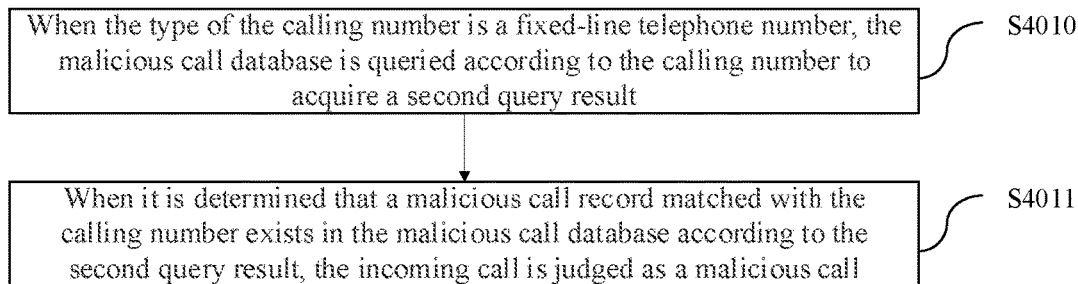 When the type of the calling number is a fixed-line telephone number, the
malicious call database is queried according to the calling number to
acquire a second query result
S4010
When it is determined that a malicious call record matched with the
calling number exists in the malicious call database according to the
second query result, the incoming call is judged as a malicious call
S4011